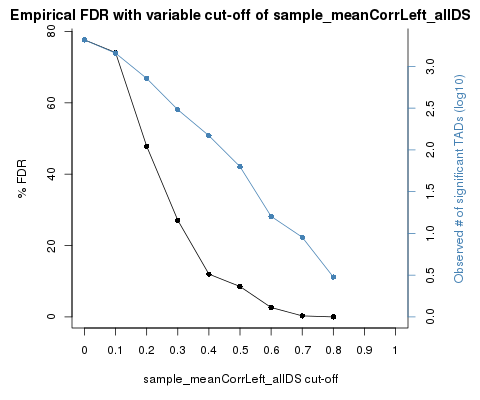 Empirical FDR with variable cut-off of sample_meanCorrLeft_allDS
80
60
40
20
0
% FDR
3.0
2.5
2.0
1.5
1.0
0.5
0.0
Observed # of significant TADs (log10)
0 0.1 0.2 0.3 0.4 0.5 0.6 0.7 0.8 0.9 1
sample_meanCorrLeft_allDS cut-off